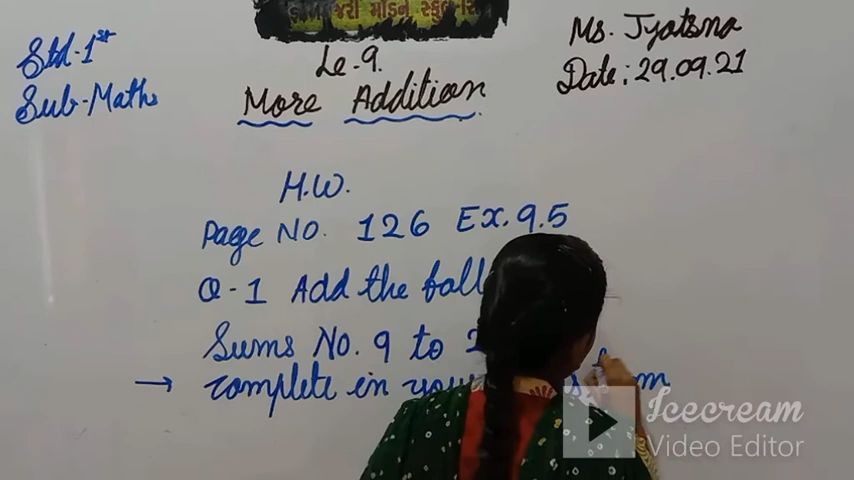 મોડર્ન સ્કૂલ
Std-1st
Sub-Maths
Le-9.
More Addition
Ms. Jyotsna
Date: 29.09.21
H.W.
Page No. 126 Ex. 9.5
Q-1 Add the
Sums No. 9 to
→ complete in
Icecream
Video Editor